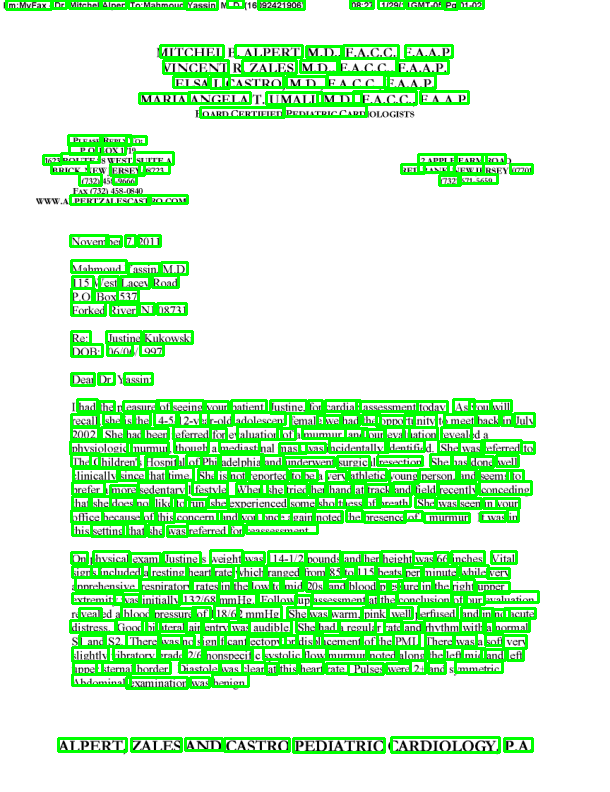 m:MyFax - Dr. Mitchel Alper To:Mahmoud Yassin M.D. (16092421906) 08:27 11/29/11 GMT-05 Pg 01-02
MITCHEL B. ALPERT, M.D., F.A.C.C., F.A.A.P.
VINCENT R. ZALES, M.D., F.A.C.C., F.A.A.P.
ELSA I. CASTRO, M.D., F.A.C.C., F.A.A.P.
MARIA ANGELA T. UMALI, M.D., F.A.C.C., F.A.A.P.
BOARD CERTIFIED PEDIATRIC CARDIOLOGISTS
PLEASE REPLY TO:
P.O. BOX 1719
1623 ROUTE 88 WEST, SUITE A
BRICK, NEW JERSEY 08723
(732) 458-9666
FAX (732) 458-0840
WWW.ALPERTZALESCASTRO.COM
2 APPLE FARM ROAD
RED BANK, NEW JERSEY 07701
(732) 671-5659
November 7, 2011
Mahmoud Yassin, M.D.
115 West Lacey Road
P.O. Box 537
Forked River, NJ 08731
Re: Justine Kukowski
DOB: 06/06/1997
Dear Dr. Yassin:
I had the pleasure of seeing your patient, Justine, for cardiac assessment today. As you will
recall, she is the 14-5/12-year-old adolescent female we had the opportunity to meet back in July
2002. She had been referred for evaluation of a murmur, and our evaluation revealed a
physiologic murmur, though a mediastinal mass was incidentally identified. She was referred to
The Children's Hospital of Philadelphia and underwent surgical resection. She has done well
clinically since that time. She is not reported to be a very athletic young person, and seems to
prefer a more sedentary lifestyle. When she tried her hand at track and field recently conceding
that she does not like to run, she experienced some shortness of breath. She was seen in your
office because of this concern and you once again noted the presence of a murmur. It was in
this setting that she was referred for reassessment.
On physical exam, Justine's weight was 114-1/2 pounds and her height was 66 inches. Vital
signs included a resting heart rate which ranged from 85 to 115 beats per minute while very
apprehensive, respiratory rates in the low to mid 20s, and blood pressure in the right upper
extremity was initially 132/68 mmHg. Follow up assessment at the conclusion of our evaluation
revealed a blood pressure of 118/62 mmHg. She was warm, pink, well perfused, and in no acute
distress. Good bilateral air entry was audible. She had a regular rate and rhythm with a normal
S1 and S2. There was no significant ectopy or displacement of the PMI. There was a soft very
slightly vibratory grade 2/6 nonspecific systolic flow murmur noted along the left mid and left
upper sternal border. Diastole was clear at this heart rate. Pulses were 2+ and symmetric.
Abdominal examination was benign.
ALPERT, ZALES AND CASTRO PEDIATRIC CARDIOLOGY, P.A.